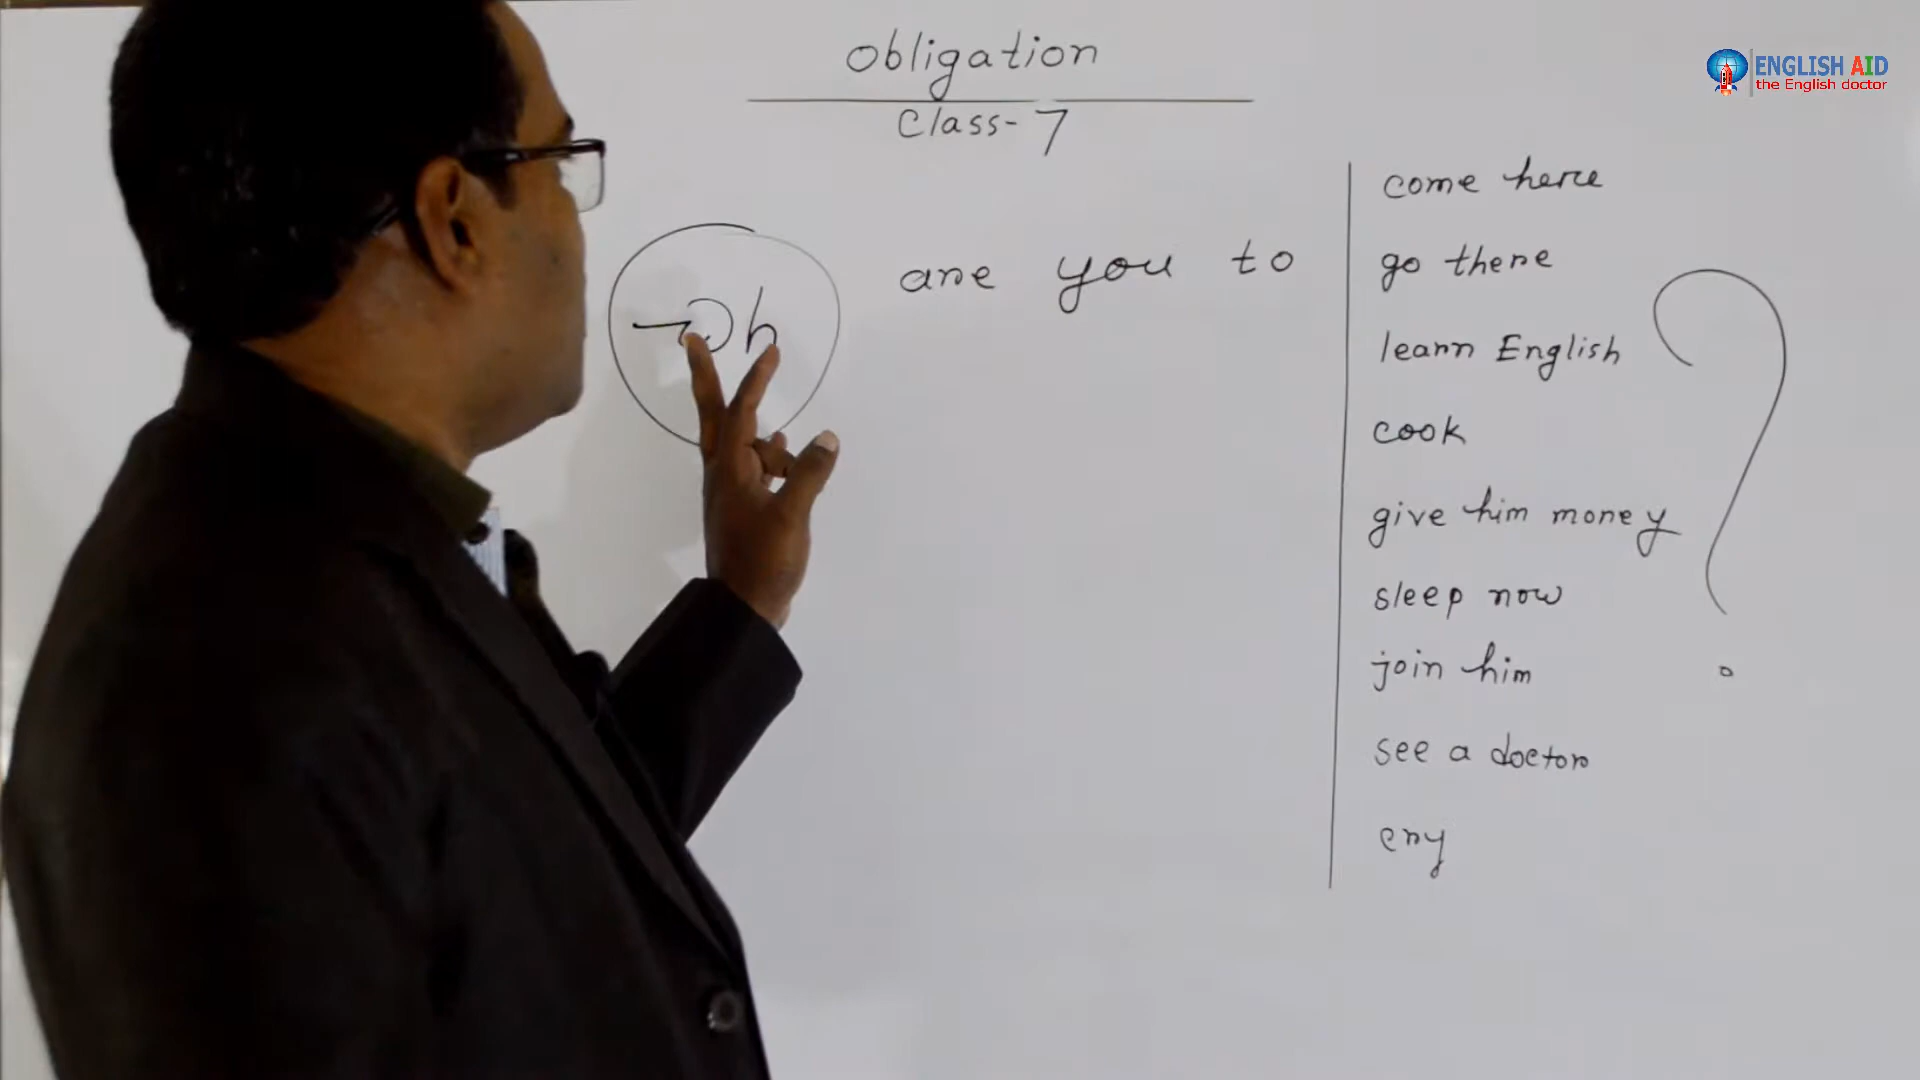 Obligation
Class-7
ENGLISH AID
the English doctor
Wh are you to
come here
go there
learn English
cook
give him money
sleep now
join him
see a doctor
cry
?